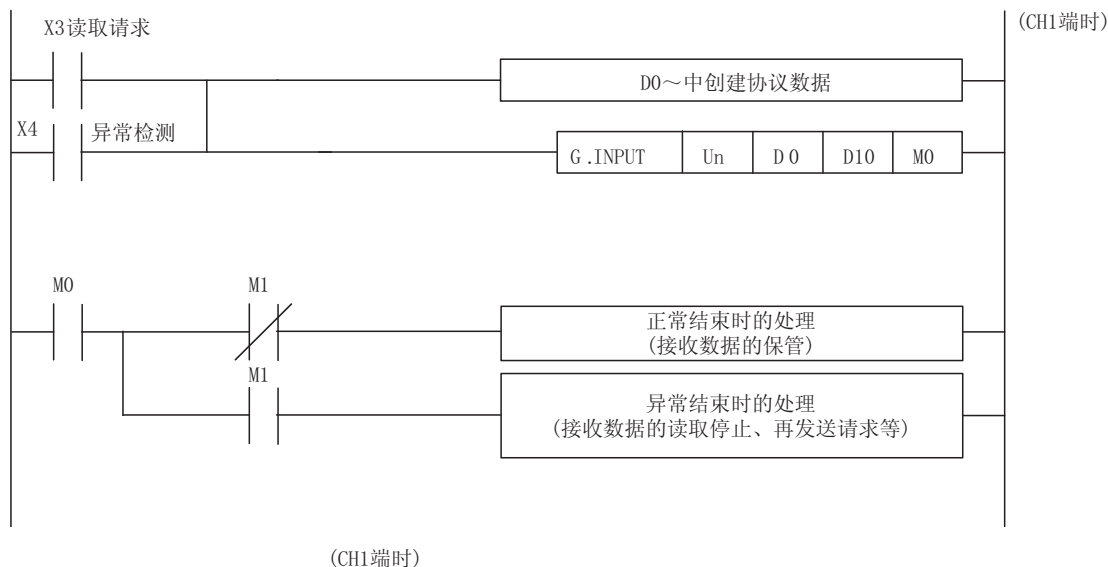 (CH1端时)
X3读取请求
D0～中创建协议数据
X4 异常检测
G .INPUT Un D 0 D10 M0
M0 M1
正常结束时的处理
(接收数据的保管)
M1
异常结束时的处理
(接收数据的读取停止、再发送请求等)
(CH1端时)